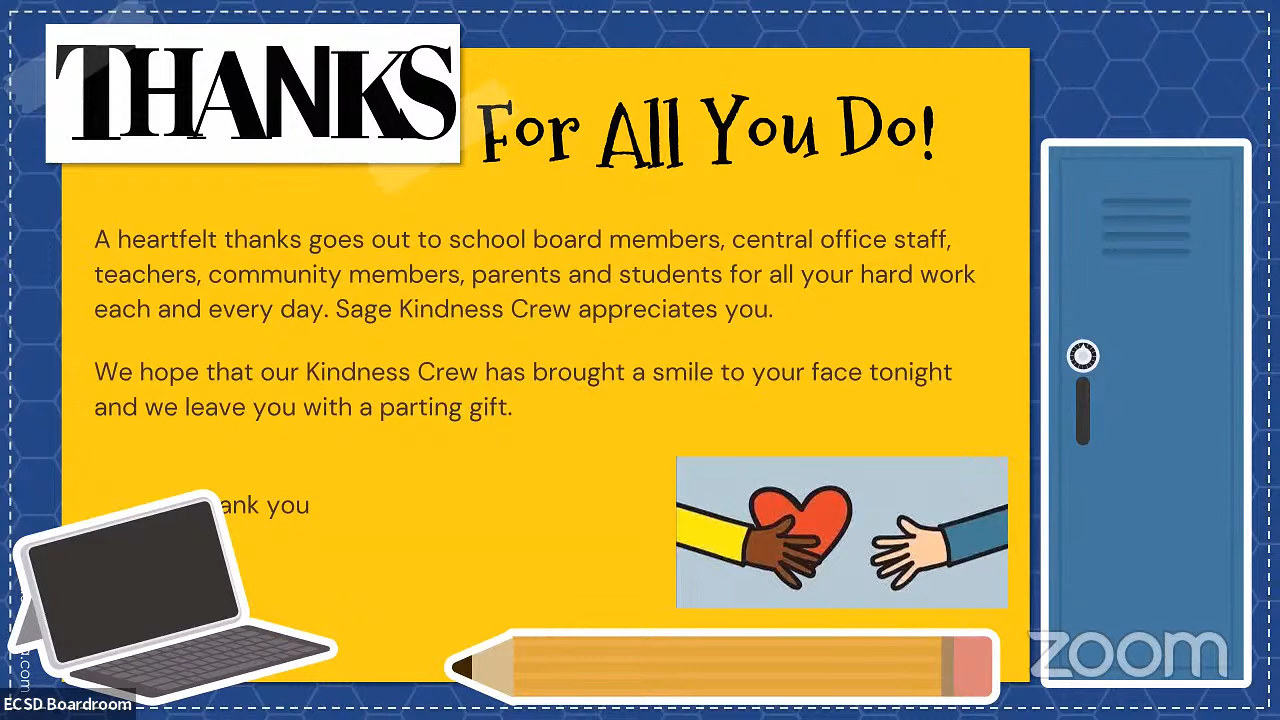 THANKS
For All You Do!
A heartfelt thanks goes out to school board members, central office staff,
teachers, community members, parents and students for all your hard work
each and every day. Sage Kindness Crew appreciates you.
We hope that our Kindness Crew has brought a smile to your face tonight
and we leave you with a parting gift.
ank you
.com
zoom
ECSD Boardroom